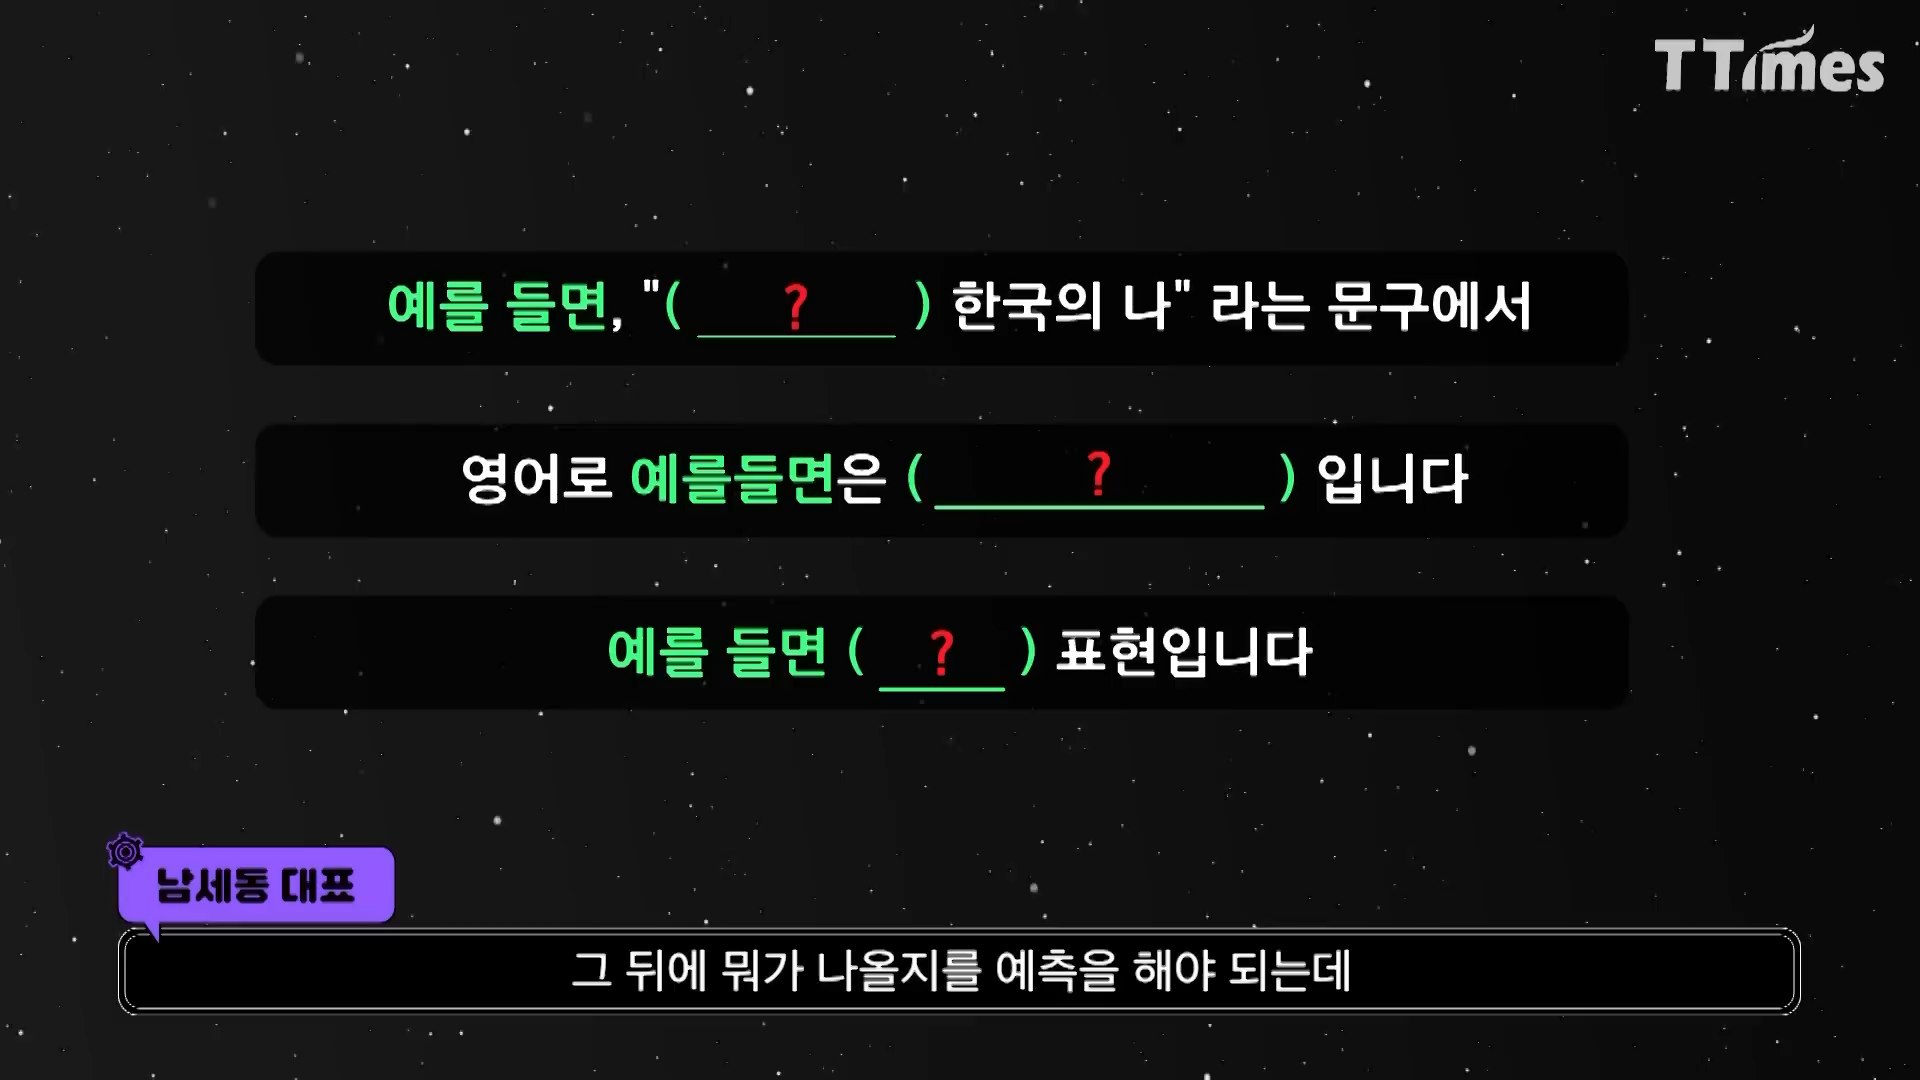 TTimes
예를 들면, "( ? ) 한국의 나" 라는 문구에서
영어로 예를들면은 ( ? ) 입니다
예를 들면 ( ? ) 표현입니다
남세동 대표
그 뒤에 뭐가 나올지를 예측을 해야 되는데